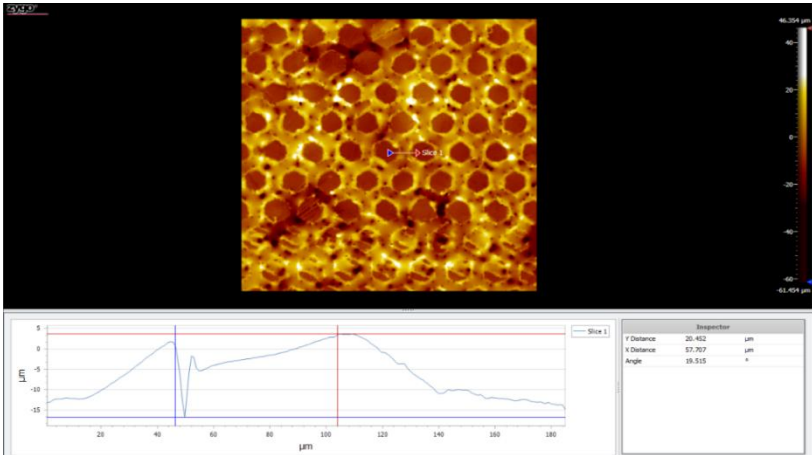 zygo
46.354 µm
40
20
0
-20
-40
-60
-61.454 µm
Slice 1
5
0
-5
-10
-15
µm
20
40
60
80
100
120
140
160
180
µm
Slice 1
Inspector
Y Distance 20.452 µm
X Distance 57.707 µm
Angle 19.515 °